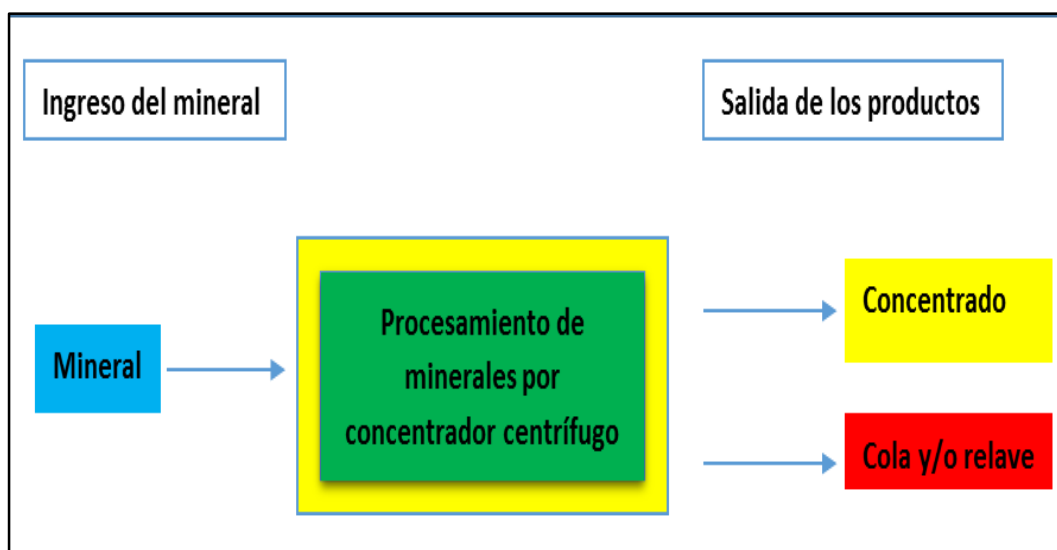 Ingreso del mineral
Salida de los productos
Mineral
Procesamiento de
minerales por
concentrador centrífugo
Concentrado
Cola y/o relave